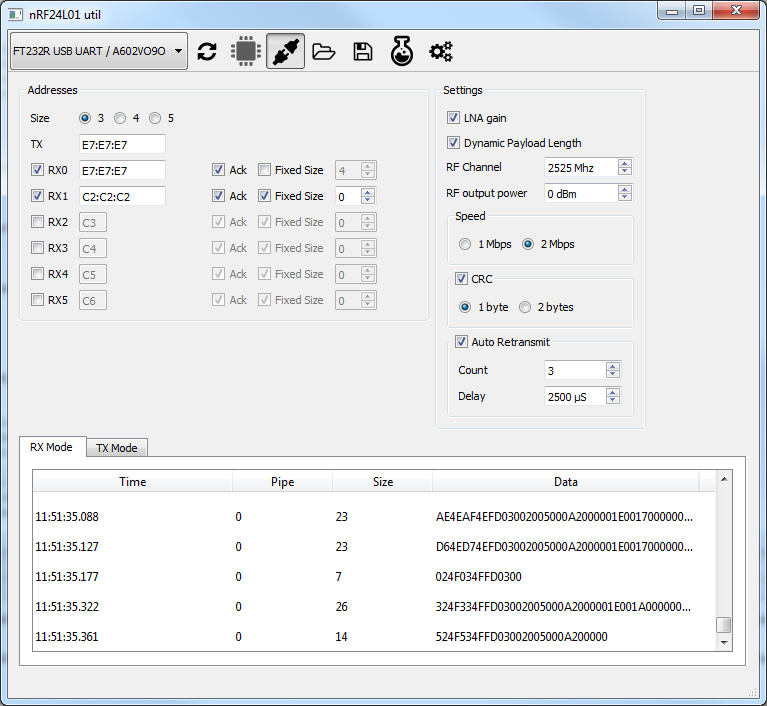 nRF24L01 util
FT232R USB UART / A602VO9O
Addresses
Size 3 4 5
TX E7:E7:E7
RX0 E7:E7:E7 Ack Fixed Size 4
RX1 C2:C2:C2 Ack Fixed Size 0
RX2 C3 Ack Fixed Size 0
RX3 C4 Ack Fixed Size 0
RX4 C5 Ack Fixed Size 0
RX5 C6 Ack Fixed Size 0
Settings
LNA gain
Dynamic Payload Length
RF Channel 2525 Mhz
RF output power 0 dBm
Speed
1 Mbps 2 Mbps
CRC
1 byte 2 bytes
Auto Retransmit
Count 3
Delay 2500 µS
RX Mode TX Mode
Time Pipe Size Data
11:51:35.088 0 23 AE4EAF4EFD03002005000A2000001E0017000000...
11:51:35.127 0 23 D64ED74EFD03002005000A2000001E0017000000...
11:51:35.177 0 7 024F034FFD0300
11:51:35.322 0 26 324F334FFD03002005000A2000001E001A000000...
11:51:35.361 0 14 524F534FFD03002005000A200000